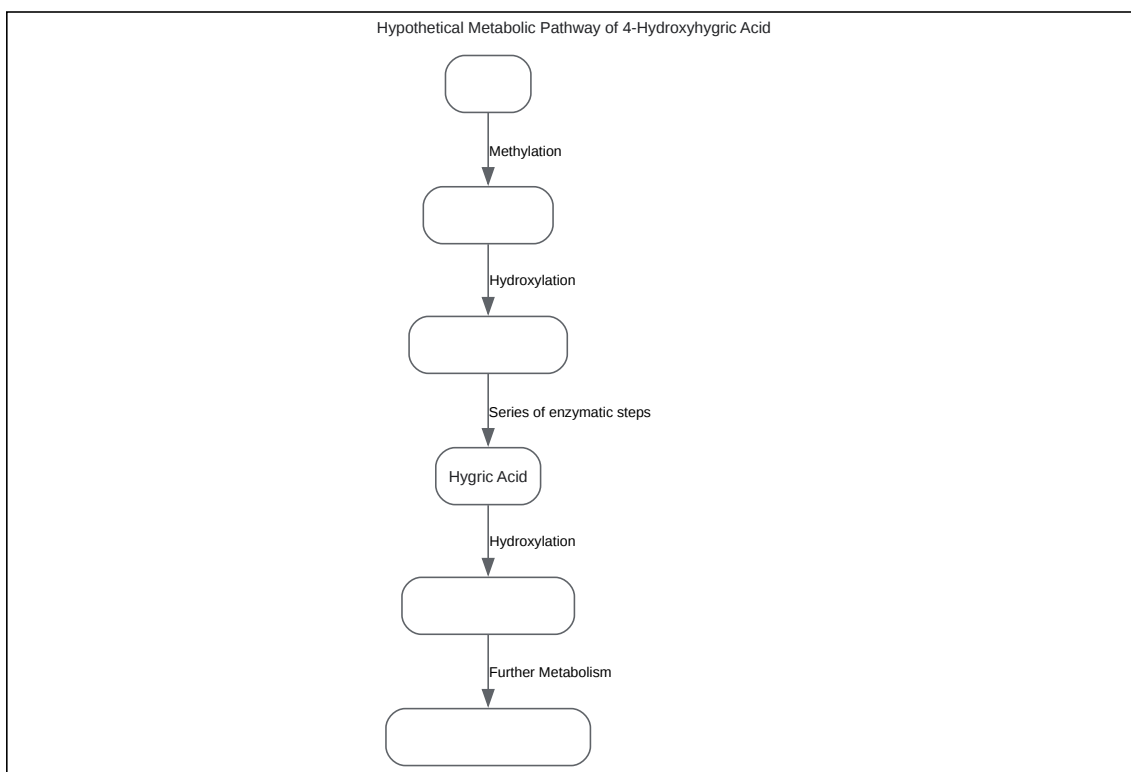 Hypothetical Metabolic Pathway of 4-Hydroxyhygric Acid
Methylation
Hydroxylation
Series of enzymatic steps
Hygric Acid
Hydroxylation
Further Metabolism